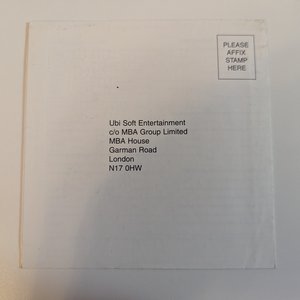 PLEASE
AFFIX
STAMP
HERE
Ubi Soft Entertainment
c/o MBA Group Limited
MBA House
Garman Road
London
N17 0HW